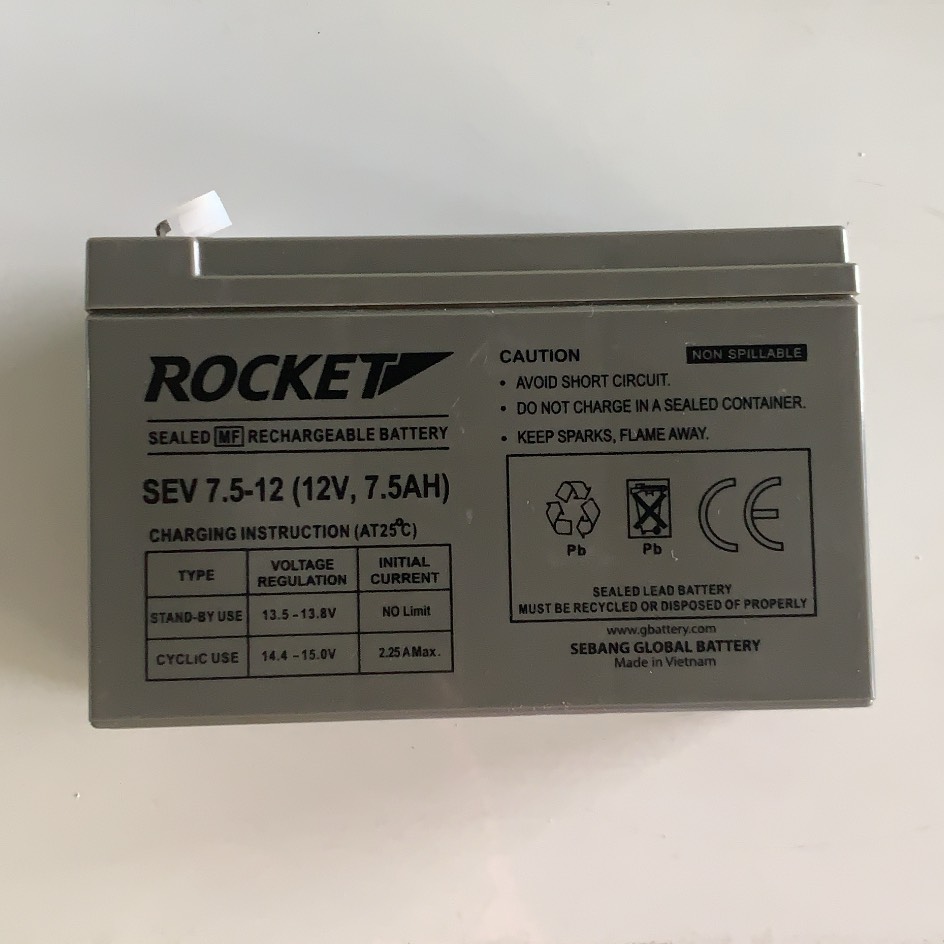 ROCKET
SEALED MF RECHARGEABLE BATTERY
SEV 7.5-12 (12V, 7.5AH)
CHARGING INSTRUCTION (AT25℃)
TYPE VOLTAGE REGULATION INITIAL CURRENT
STAND-BY USE 13.5 - 13.8V NO Limit
CYCLIC USE 14.4 - 15.0V 2.25 A Max.
CAUTION NON SPILLABLE
• AVOID SHORT CIRCUIT.
• DO NOT CHARGE IN A SEALED CONTAINER.
• KEEP SPARKS, FLAME AWAY.
Pb Pb CE
SEALED LEAD BATTERY
MUST BE RECYCLED OR DISPOSED OF PROPERLY
www.gbattery.com
SEBANG GLOBAL BATTERY
Made in Vietnam